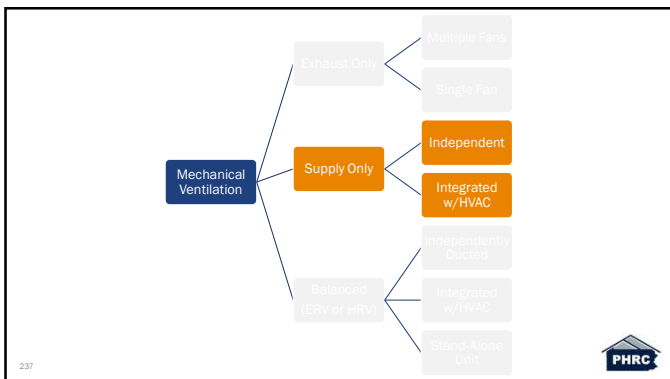 Multiple Fans
Exhaust Only
Single Fan
Independent
Mechanical
Ventilation
Supply Only
Integrated
w/HVAC
Independently
Ducted
Balanced
(ERV or HRV)
Integrated
w/HVAC
Stand-Alone
Unit
237
PHRC